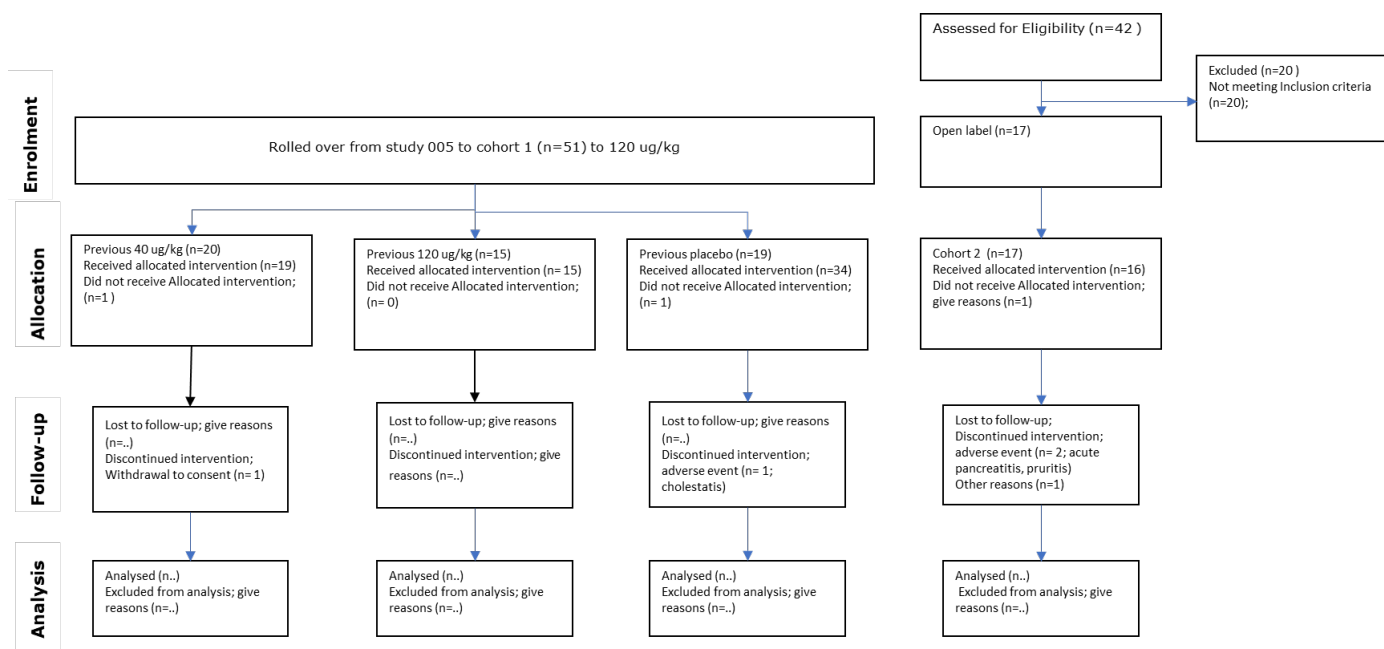 Assessed for Eligibility (n=42 )
Excluded (n=20 )
Not meeting Inclusion criteria
(n=20);
Enrolment
Rolled over from study 005 to cohort 1 (n=51) to 120 ug/kg
Open label (n=17)
Allocation
Previous 40 ug/kg (n=20)
Received allocated intervention (n=19)
Did not receive Allocated intervention;
(n=1 )
Previous 120 ug/kg (n=15)
Received allocated intervention (n= 15)
Did not receive Allocated intervention;
(n= 0)
Previous placebo (n=19)
Received allocated intervention (n=34)
Did not receive Allocated intervention;
(n= 1)
Cohort 2 (n=17)
Received allocated intervention (n=16)
Did not receive Allocated intervention;
give reasons (n=1)
Follow-up
Lost to follow-up; give reasons
(n=..)
Discontinued intervention;
Withdrawal to consent (n= 1)
Lost to follow-up; give reasons
(n=..)
Discontinued intervention; give
reasons (n=..)
Lost to follow-up; give reasons
(n=..)
Discontinued intervention;
adverse event (n= 1;
cholestatis)
Lost to follow-up;
Discontinued intervention;
adverse event (n= 2; acute
pancreatitis, pruritis)
Other reasons (n=1)
Analysis
Analysed (n..)
Excluded from analysis; give
reasons (n=..)
Analysed (n..)
Excluded from analysis; give
reasons (n=..)
Analysed (n..)
Excluded from analysis; give
reasons (n=..)
Analysed (n..)
Excluded from analysis; give
reasons (n=..)